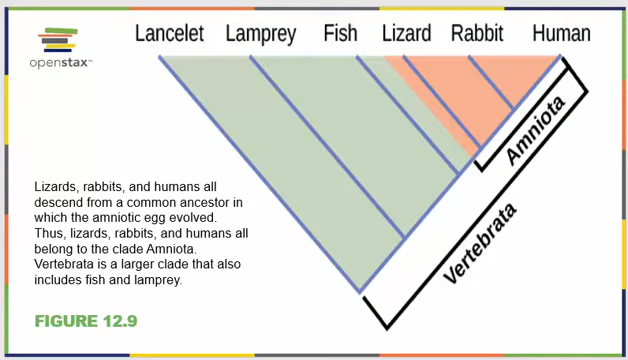 Lancelet Lamprey Fish Lizard Rabbit Human
openstax™
Amniota
Vertebrata
Lizards, rabbits, and humans all
descend from a common ancestor in
which the amniotic egg evolved.
Thus, lizards, rabbits, and humans all
belong to the clade Amniota.
Vertebrata is a larger clade that also
includes fish and lamprey.
FIGURE 12.9